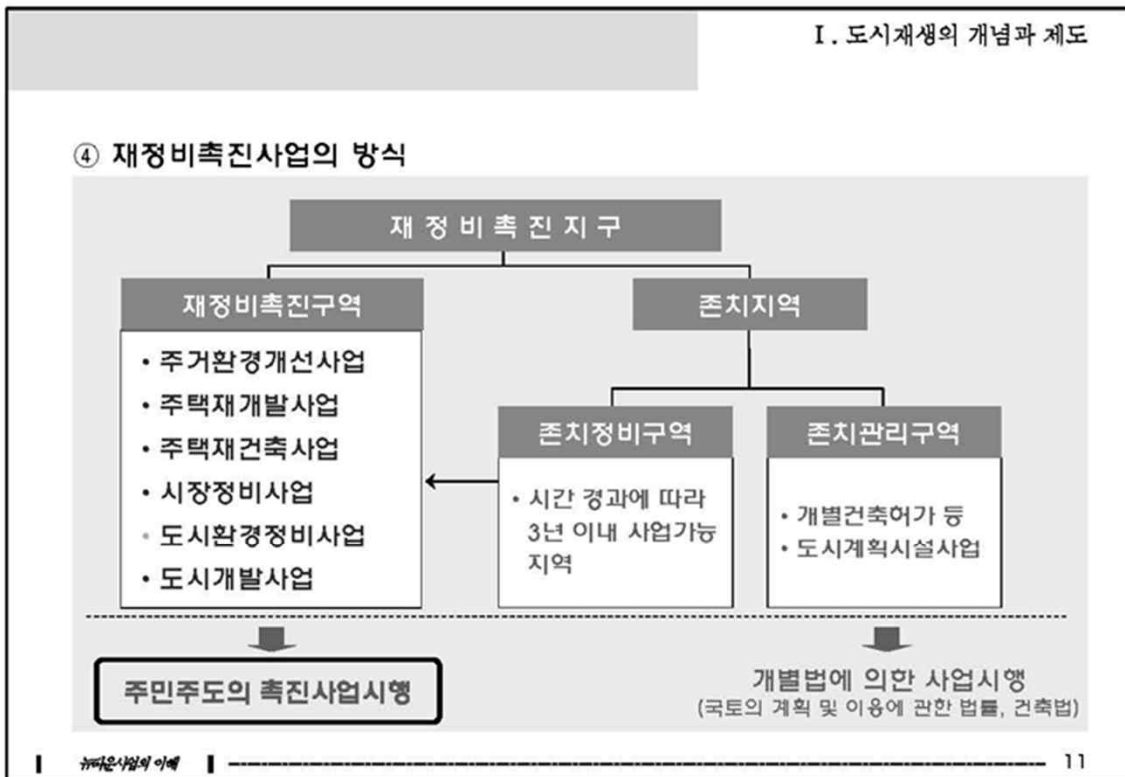 I. 도시재생의 개념과 제도
④ 재정비촉진사업의 방식
재정비촉진지구
재정비촉진구역
• 주거환경개선사업
• 주택재개발사업
• 주택재건축사업
• 시장정비사업
• 도시환경정비사업
• 도시개발사업
존치지역
존치정비구역
• 시간 경과에 따라
3년 이내 사업가능
지역
존치관리구역
• 개별건축허가 등
• 도시계획시설사업
주민주도의 촉진사업시행
개별법에 의한 사업시행
(국토의 계획 및 이용에 관한 법률, 건축법)
뉴타운사업의 이해
11